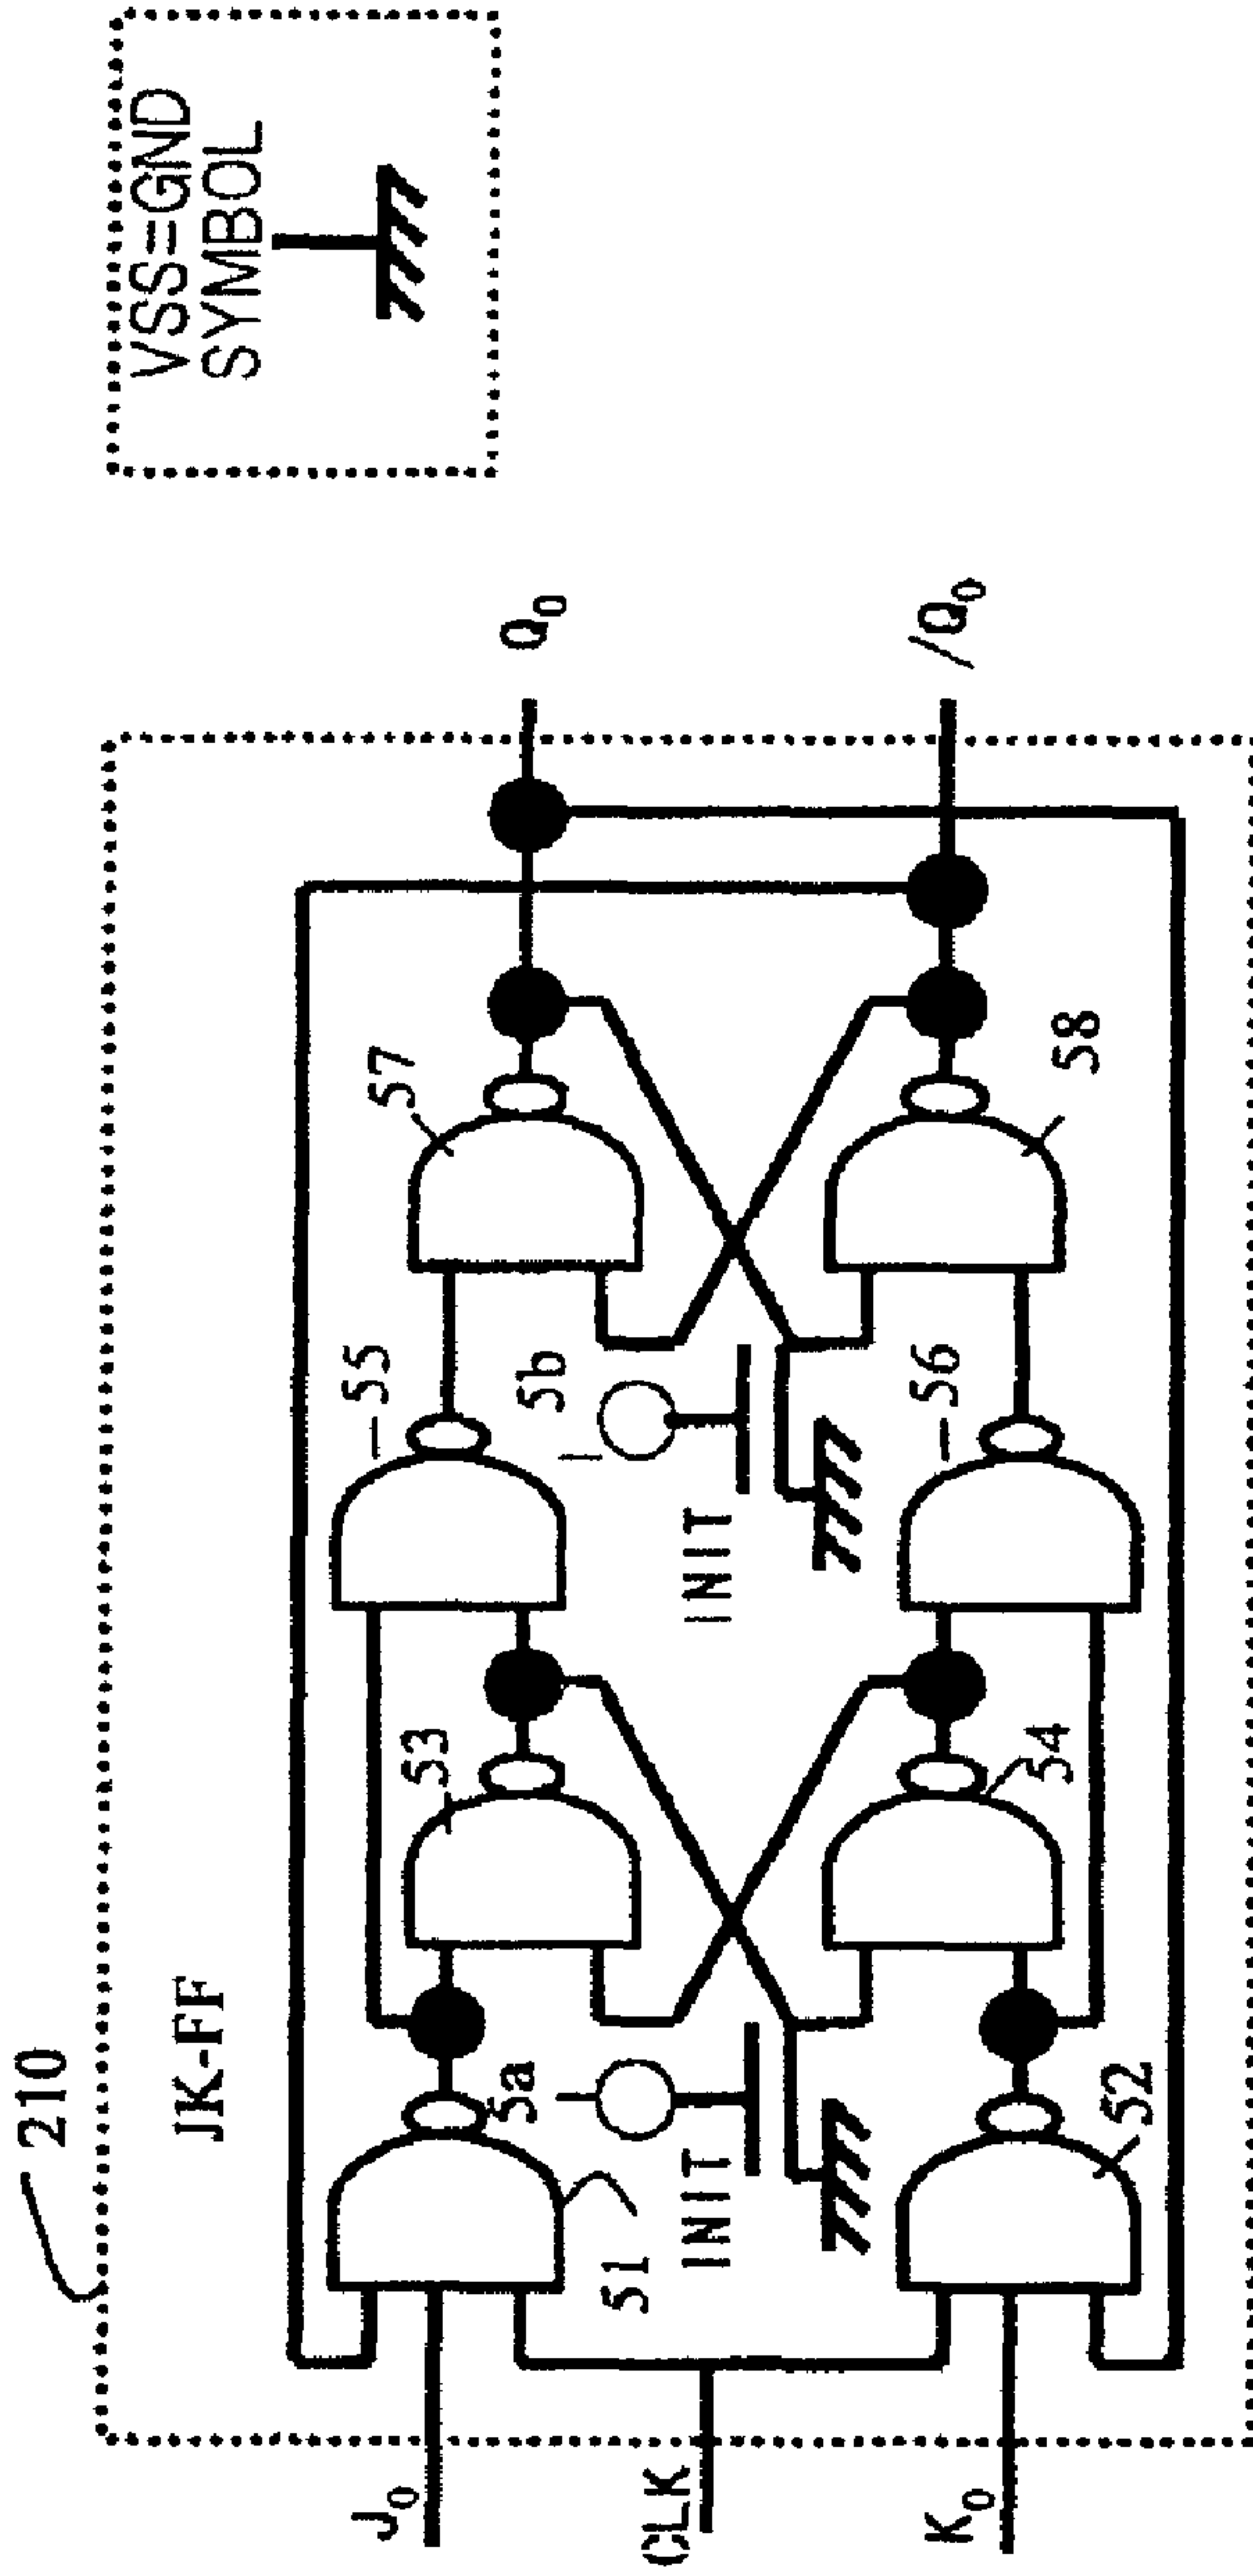 210
JK-FF
VSS=GND
SYMBOL
J₀
CLK
K₀
51
52
5a
INIT
53
54
55
56
5b
INIT
57
58
Q₀
/Q₀